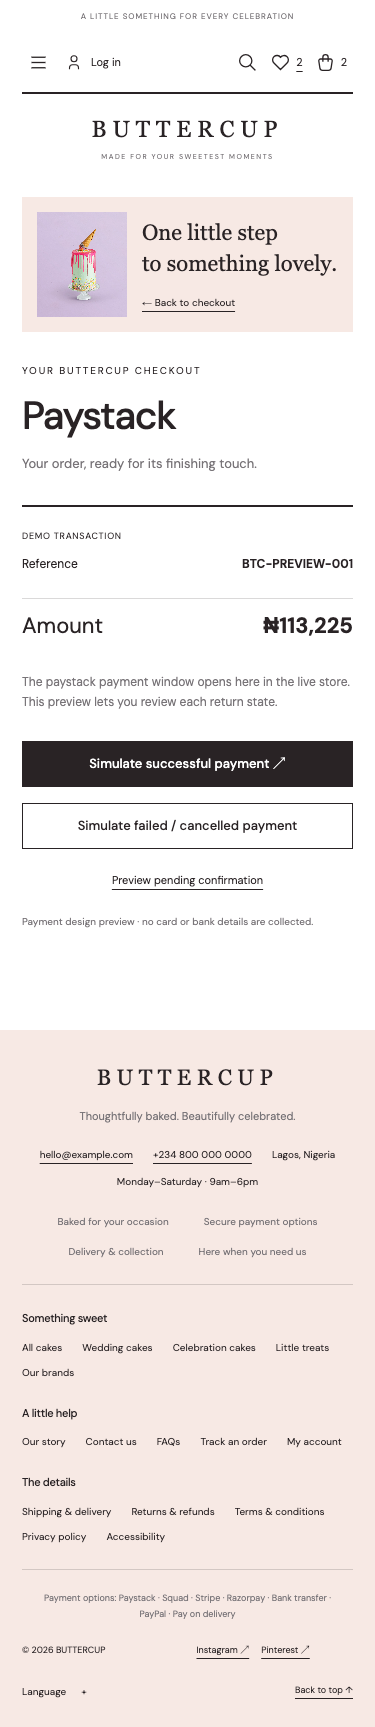 A LITTLE SOMETHING FOR EVERY CELEBRATION
Log in
2
2
BUTTERCUP
MADE FOR YOUR SWEETEST MOMENTS
One little step
to something lovely.
← Back to checkout
YOUR BUTTERCUP CHECKOUT
Paystack
Your order, ready for its finishing touch.
DEMO TRANSACTION
Reference BTC-PREVIEW-001
Amount ₦113,225
The paystack payment window opens here in the live store.
This preview lets you review each return state.
Simulate successful payment ↗
Simulate failed / cancelled payment
Preview pending confirmation
Payment design preview · no card or bank details are collected.
BUTTERCUP
Thoughtfully baked. Beautifully celebrated.
hello@example.com +234 800 000 0000 Lagos, Nigeria
Monday–Saturday · 9am–6pm
Baked for your occasion Secure payment options
Delivery & collection Here when you need us
Something sweet
All cakes Wedding cakes Celebration cakes Little treats
Our brands
A little help
Our story Contact us FAQs Track an order My account
The details
Shipping & delivery Returns & refunds Terms & conditions
Privacy policy Accessibility
Payment options: Paystack · Squad · Stripe · Razorpay · Bank transfer ·
PayPal · Pay on delivery
© 2026 BUTTERCUP Instagram ↗ Pinterest ↗
Language + Back to top ↑